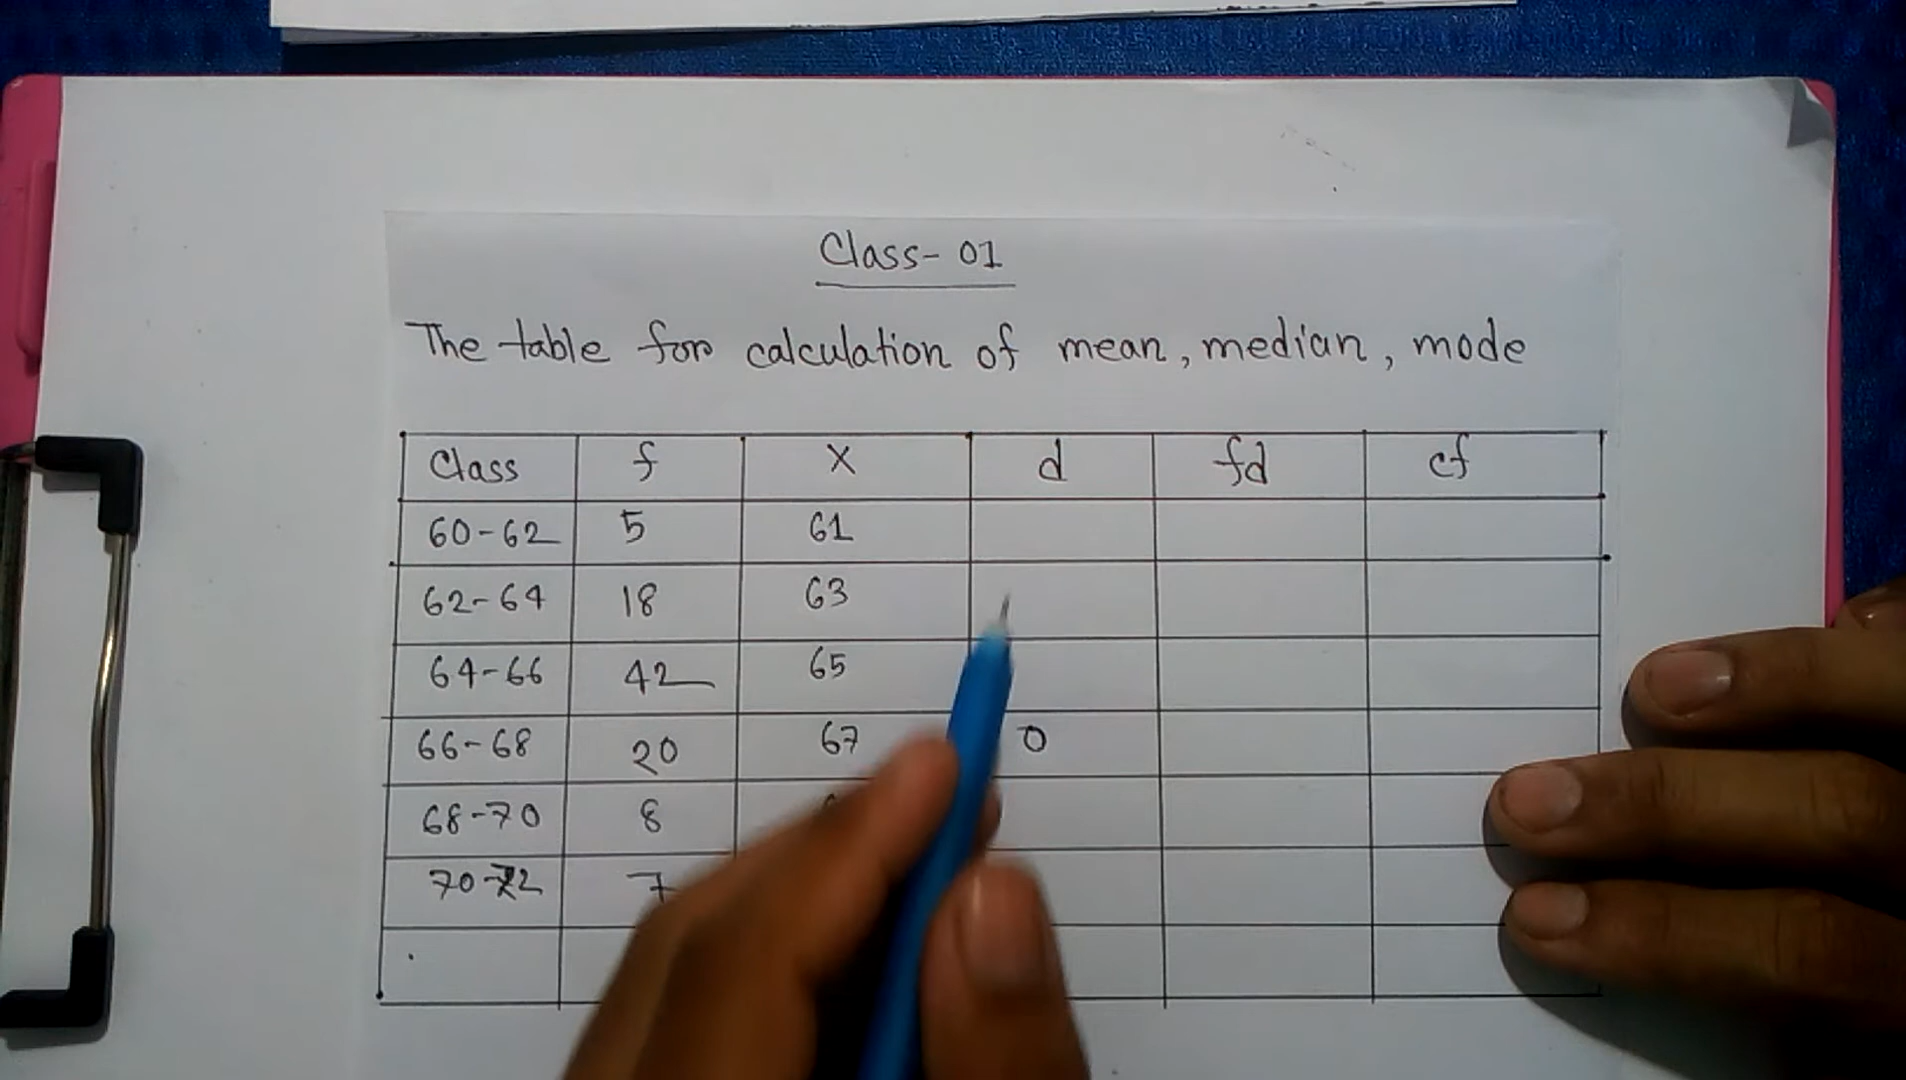 Class-01
The table for calculation of mean, median, mode
Class f X d fd cf
60-62 5 61
62-64 18 63
64-66 42 65
66-68 20 67 0
68-70 8
70-72 7